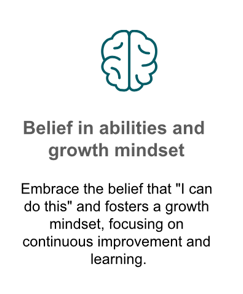 Belief in abilities and
growth mindset
Embrace the belief that "I can
do this" and fosters a growth
mindset, focusing on
continuous improvement and
learning.